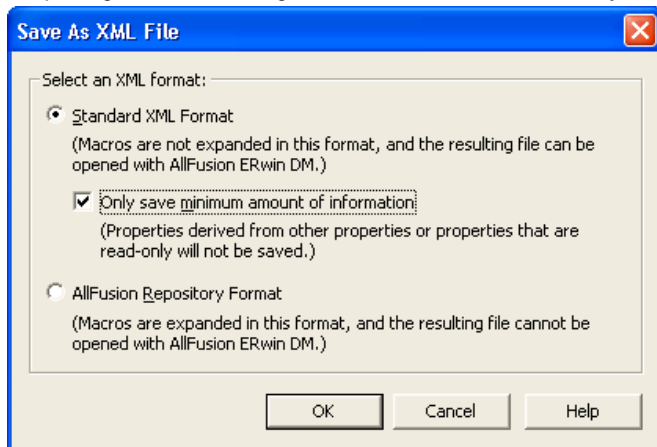 Save As XML File
Select an XML format:
Standard XML Format
(Macros are not expanded in this format, and the resulting file can be
opened with AllFusion ERwin DM.)
Only save minimum amount of information
(Properties derived from other properties or properties that are
read-only will not be saved.)
AllFusion Repository Format
(Macros are expanded in this format, and the resulting file cannot be
opened with AllFusion ERwin DM.)
OK Cancel Help